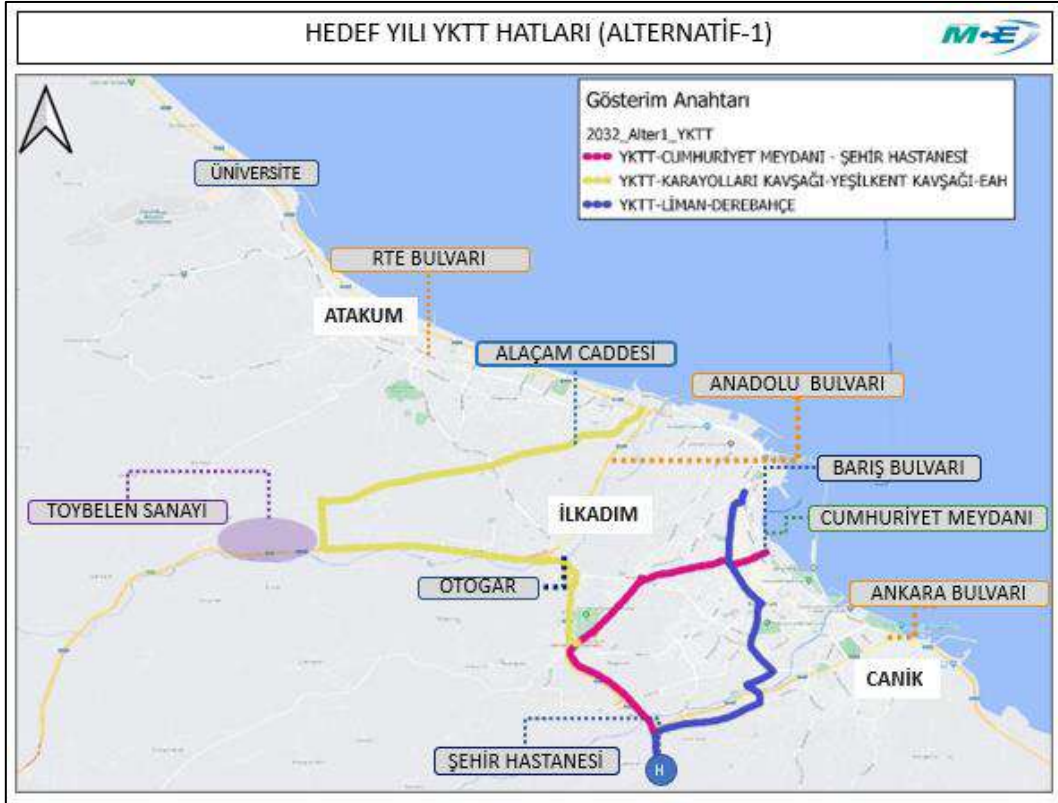 HEDEF YILI YKTT HATLARI (ALTERNATİF-1)
M-E
Gösterim Anahtarı
2032_Alter1_YKTT
YKTT-CUMHURİYET MEYDANI - ŞEHİR HASTANESİ
YKTT-KARAYOLLARI KAVŞAĞI-YEŞİLKENT KAVŞAĞI-EAH
YKTT-LİMAN-DEREBAHÇE
ÜNİVERSİTE
RTE BULVARI
ATAKUM
ALAÇAM CADDESİ
ANADOLU BULVARI
BARIŞ BULVARI
TOYBELEN SANAYİ
İLKADIM
CUMHURİYET MEYDANI
OTOGAR
ANKARA BULVARI
CANİK
ŞEHİR HASTANESİ
H